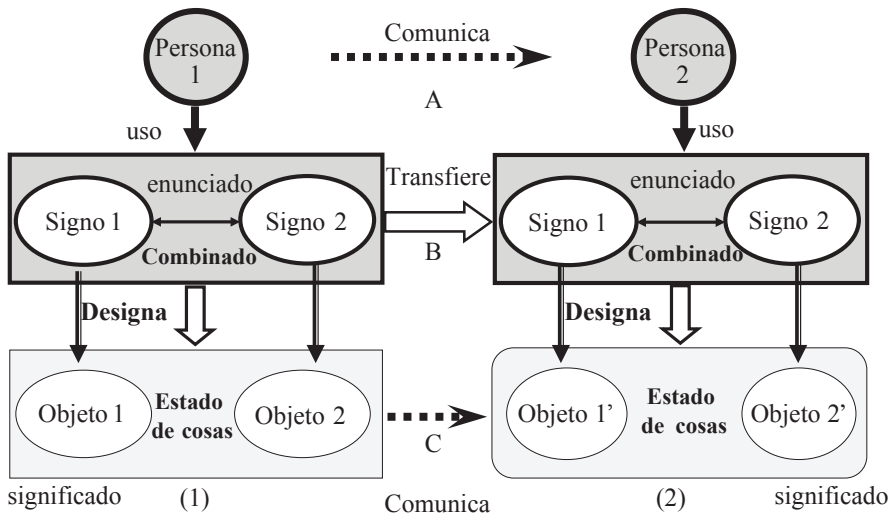 Comunica
Persona
1
Persona
2
A
uso
uso
enunciado
Signo 1
Signo 2
Combinado
Transfiere
B
enunciado
Signo 1
Signo 2
Combinado
Designa
Designa
Objeto 1
Estado
de cosas
Objeto 2
C
Objeto 1’
Estado
de cosas
Objeto 2’
significado
(1)
Comunica
(2)
significado